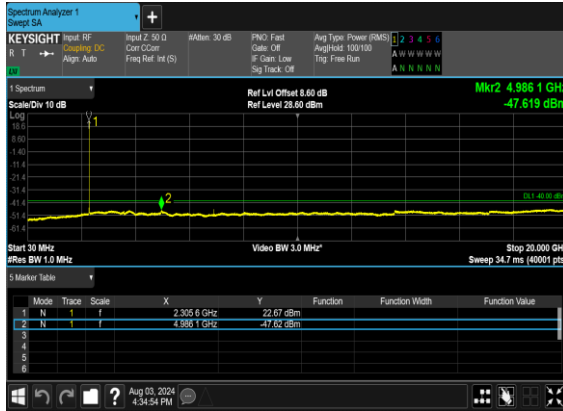 Spectrum Analyzer 1
Swept SA
KEYSIGHT Input: RF Input Z: 50 Ω #Atten: 30 dB PNO: Fast Avg Type: Power (RMS) 1 2 3 4 5 6
R T Coupling: DC Corr CCorr Gate: Off Avg|Hold: 100/100 A W W W W W
Align: Auto Freq Ref: Int (S) IF Gain: Low Trig: Free Run
LU Sig Track: Off A N N N N N
1 Spectrum Ref Lvl Offset 8.60 dB Mkr2 4.986 1 GHz
Scale/Div 10 dB Ref Level 28.60 dBm -47.619 dBm
Log
18.6 1
8.60
-1.40
-11.4
-21.4
-31.4
-41.4 2 DL1 -40.00 dBm
-51.4
-61.4
Start 30 MHz Video BW 3.0 MHz* Stop 20.000 GHz
#Res BW 1.0 MHz Sweep 34.7 ms (40001 pts)
5 Marker Table
Mode Trace Scale X Y Function Function Width Function Value
1 N 1 f 2.305 6 GHz 22.67 dBm
2 N 1 f 4.986 1 GHz -47.62 dBm
3
4
5
6
? Aug 03, 2024
4:34:54 PM